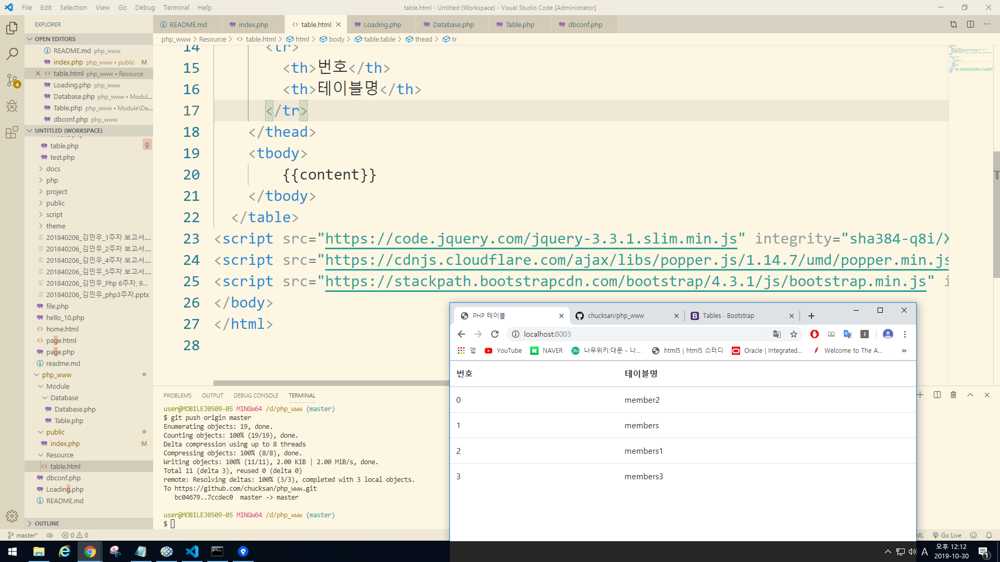 File Edit Selection View Go Debug Terminal Help
table.html - Untitled (Workspace) - Visual Studio Code [Administrator]
EXPLORER
README.md index.php table.html Loading.php Database.php Table.php dbconf.php
php_www > Resource > table.html > html > body > table.table > thead > tr
OPEN EDITORS
README.md php_www
index.php php_www • public M
table.html php_www • Resource
Loading.php php_www
Database.php php_www • Modul...
Table.php php_www • Module\Da...
dbconf.php php_www
UNTITLED (WORKSPACE)
table.php
g
test.php
docs
php
project
public
script
theme
201840206_김민우_1주차 보고서....
201840206_김민우_2주차 보고서....
201840206_김민우_4주차 보고서....
201840206_김민우_5주차 보고서....
201840206_김민우_Php 6주차, 9...
201840206_김민우_php3주차.pptx
file.php
hello_10.php
home.html
page.html
page.php
readme.md
php_www
Module
Database
Database.php
Table.php
public
index.php M
Resource
table.html
dbconf.php
Loading.php
README.md
OUTLINE
14 <tr>
15 <th>번호</th>
16 <th>테이블명</th>
17 </tr>
18 </thead>
19 <tbody>
20 {{content}}
21 </tbody>
22 </table>
23 <script src="https://code.jquery.com/jquery-3.3.1.slim.min.js" integrity="sha384-q8i/X
24 <script src="https://cdnjs.cloudflare.com/ajax/libs/popper.js/1.14.7/umd/popper.min.js
25 <script src="https://stackpath.bootstrapcdn.com/bootstrap/4.3.1/js/bootstrap.min.js" i
26 </body>
27 </html>
28
PROBLEMS OUTPUT DEBUG CONSOLE TERMINAL
user@MOBILEJ0509-05 MINGW64 /d/php_www (master)
$ git push origin master
Enumerating objects: 19, done.
Counting objects: 100% (19/19), done.
Delta compression using up to 8 threads
Compressing objects: 100% (8/8), done.
Writing objects: 100% (11/11), 2.00 KiB | 2.00 MiB/s, done.
Total 11 (delta 3), reused 0 (delta 0)
remote: Resolving deltas: 100% (3/3), completed with 3 local objects.
To https://github.com/chucksan/php_www.git
bc04679..7ccdec0 master -> master
user@MOBILEJ0509-05 MINGW64 /d/php_www (master)
$
PHP 테이블 chucksan/php_www Tables · Bootstrap
localhost:8003
앱 YouTube NAVER 나무위키:대문 - 나... html5 | html5 스터디 Oracle | Integrated... Welcome to The A... »
번호 테이블명
0 member2
1 members
2 members1
3 members3
4
master* 0 0
ML Go Live
A 오후 12:12
2019-10-30
1